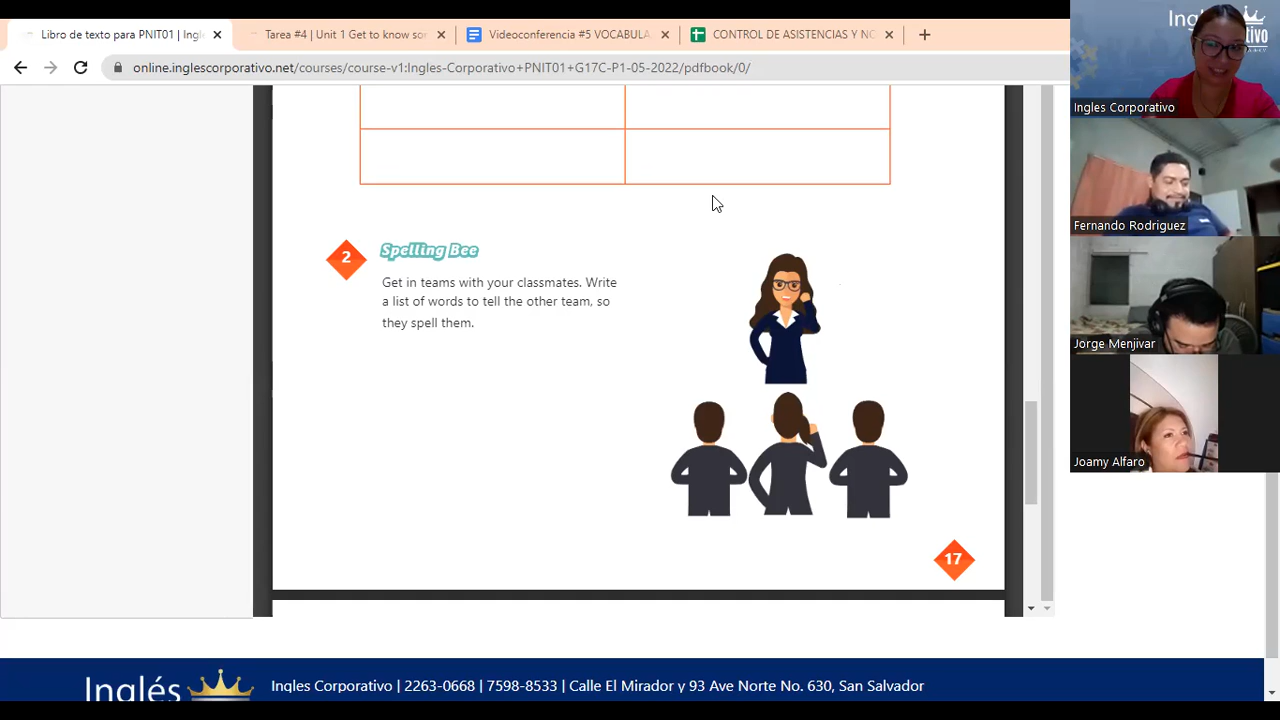 Libro de texto para PNIT01 | Ingl
Tarea #4 | Unit 1 Get to know so
Videoconferencia #5 VOCABULA
CONTROL DE ASISTENCIAS Y NO
online.inglescorporativo.net/courses/course-v1:Ingles-Corporativo+PNIT01+G17C-P1-05-2022/pdfbook/0/
2
Spelling Bee
Get in teams with your classmates. Write
a list of words to tell the other team, so
they spell them.
17
Ingles Corporativo
Fernando Rodriguez
Jorge Menjivar
Joamy Alfaro
Inglés
Ingles Corporativo | 2263-0668 | 7598-8533 | Calle El Mirador y 93 Ave Norte No. 630, San Salvador